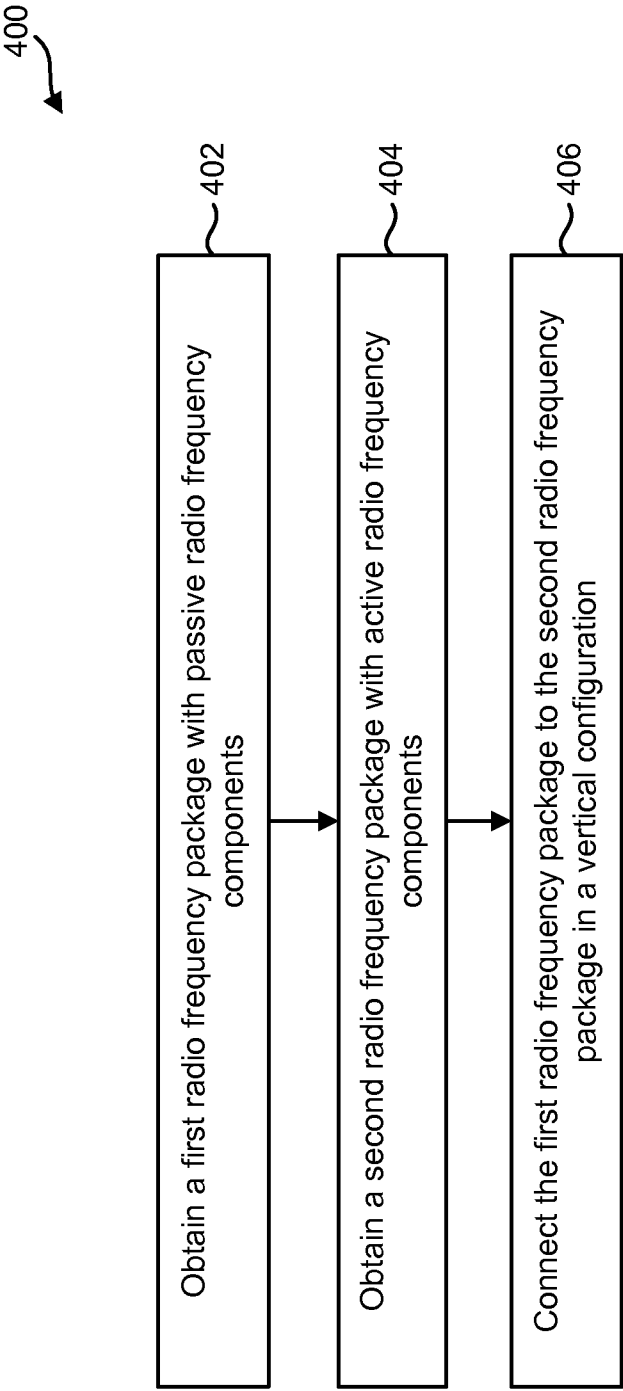 400
402
Obtain a first radio frequency package with passive radio frequency
components
404
Obtain a second radio frequency package with active radio frequency
components
406
Connect the first radio frequency package to the second radio frequency
package in a vertical configuration